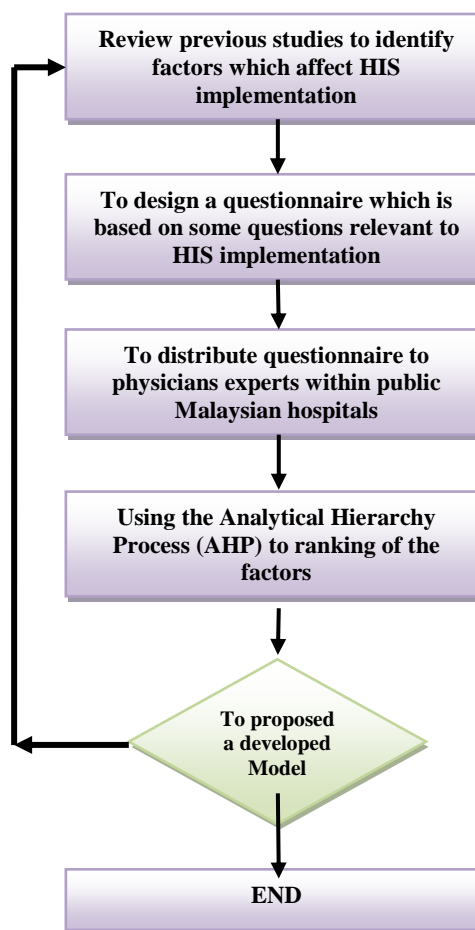 Review previous studies to identify
factors which affect HIS
implementation
To design a questionnaire which is
based on some questions relevant to
HIS implementation
To distribute questionnaire to
physicians experts within public
Malaysian hospitals
Using the Analytical Hierarchy
Process (AHP) to ranking of the
factors
To proposed
a developed
Model
END